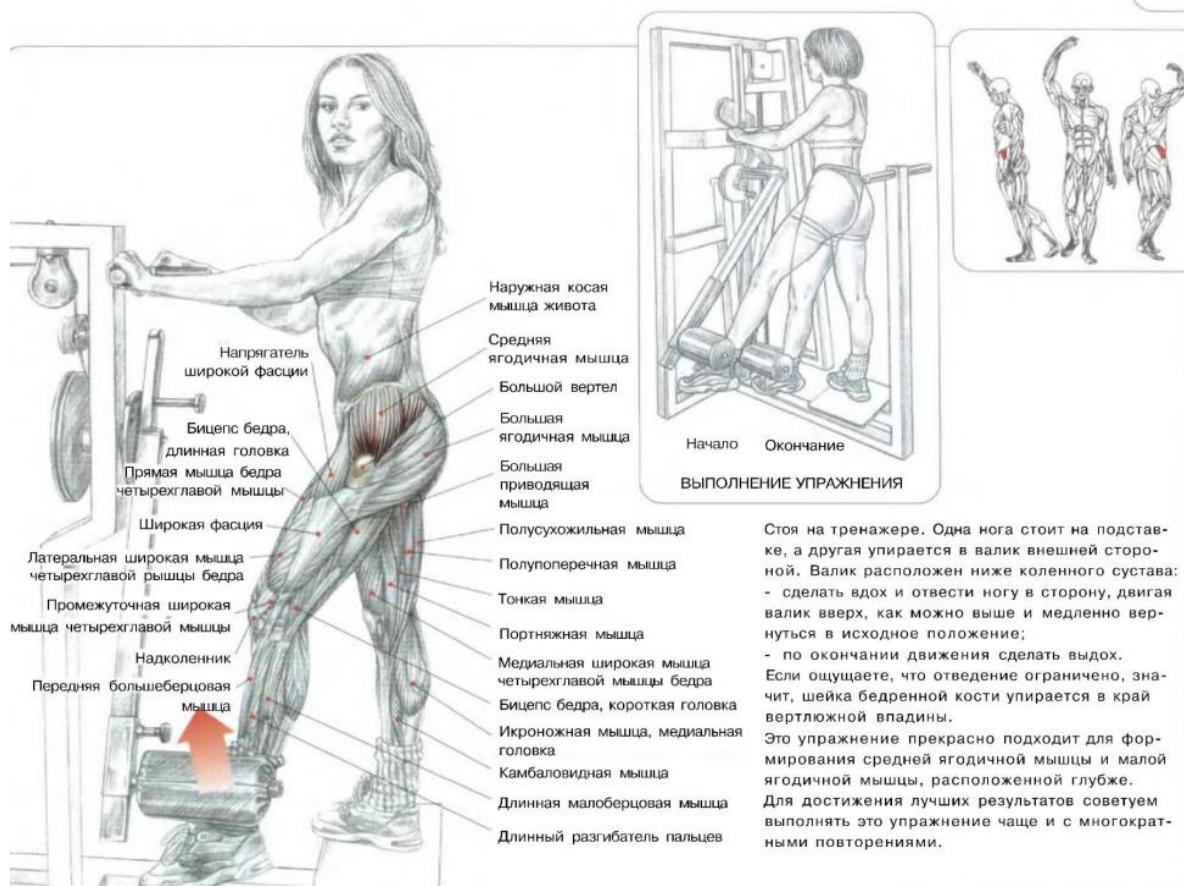 Наружная косая
мышца живота
Средняя
ягодичная мышца
Большой вертел
Большая
ягодичная мышца
Большая
приводящая
мышца
Полусухожильная мышца
Полупоперечная мышца
Тонкая мышца
Портняжная мышца
Медиальная широкая мышца
четырехглавой мышцы бедра
Бицепс бедра, короткая головка
Икроножная мышца, медиальная
головка
Камбаловидная мышца
Длинная малоберцовая мышца
Длинный разгибатель пальцев
Напрягатель
широкой фасции
Бицепс бедра,
длинная головка
Прямая мышца бедра
четырехглавой мышцы
Широкая фасция
Латеральная широкая мышца
четырехглавой рышцы бедра
Промежуточная широкая
мышца четырехглавой мышцы
Надколенник
Передняя большеберцовая
мышца
Начало Окончание
ВЫПОЛНЕНИЕ УПРАЖНЕНИЯ
Стоя на тренажере. Одна нога стоит на подстав-
ке, а другая упирается в валик внешней сторо-
ной. Валик расположен ниже коленного сустава:
- сделать вдох и отвести ногу в сторону, двигая
валик вверх, как можно выше и медленно вер-
нуться в исходное положение;
- по окончании движения сделать выдох.
Если ощущаете, что отведение ограничено, зна-
чит, шейка бедренной кости упирается в край
вертлюжной впадины.
Это упражнение прекрасно подходит для фор-
мирования средней ягодичной мышцы и малой
ягодичной мышцы, расположенной глубже.
Для достижения лучших результатов советуем
выполнять это упражнение чаще и с многократ-
ными повторениями.